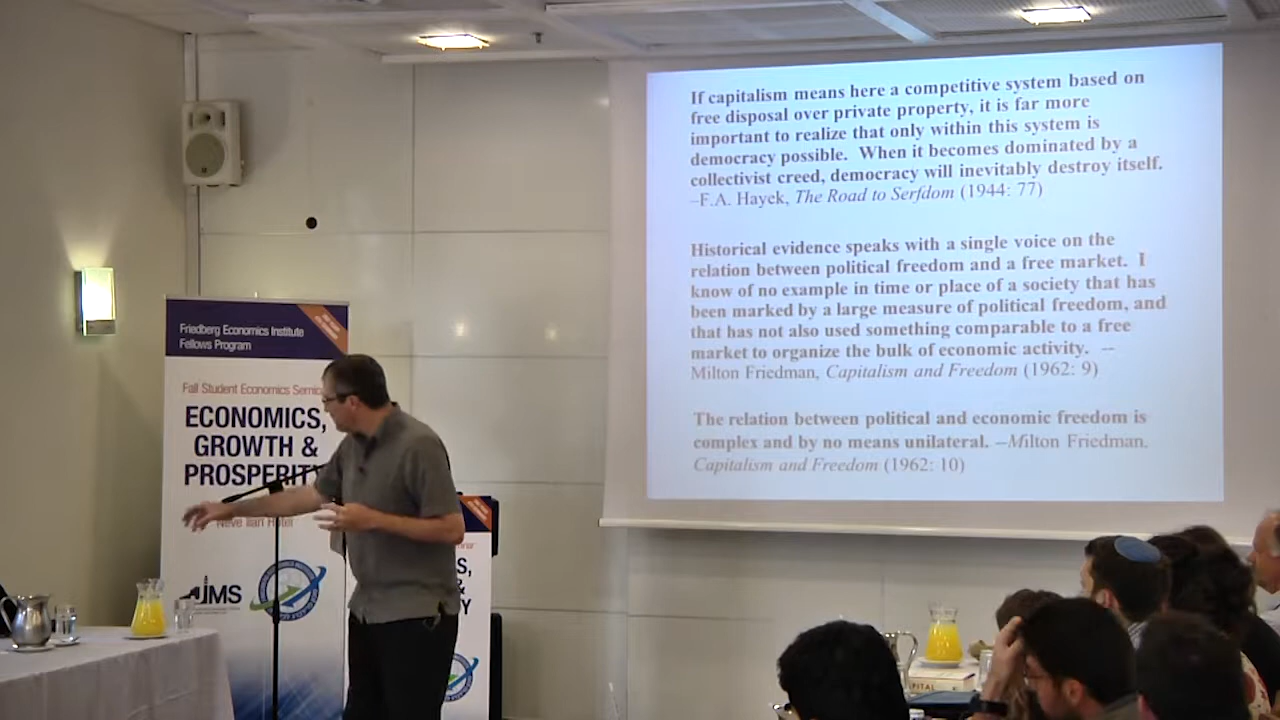 If capitalism means here a competitive system based on
free disposal over private property, it is far more
important to realize that only within this system is
democracy possible. When it becomes dominated by a
collectivist creed, democracy will inevitably destroy itself.
–F.A. Hayek, The Road to Serfdom (1944: 77)
Historical evidence speaks with a single voice on the
relation between political freedom and a free market. I
know of no example in time or place of a society that has
been marked by a large measure of political freedom, and
that has not also used something comparable to a free
market to organize the bulk of economic activity. --
Milton Friedman, Capitalism and Freedom (1962: 9)
The relation between political and economic freedom is
complex and by no means unilateral. –Milton Friedman,
Capitalism and Freedom (1962: 10)
Friedberg Economics Institute
Fellows Program
Fall Student Economics
ECONOMICS,
GROWTH &
PROSPERITY
Neve Ilan Hotel
JIMS
S,
&
Y
PITAL